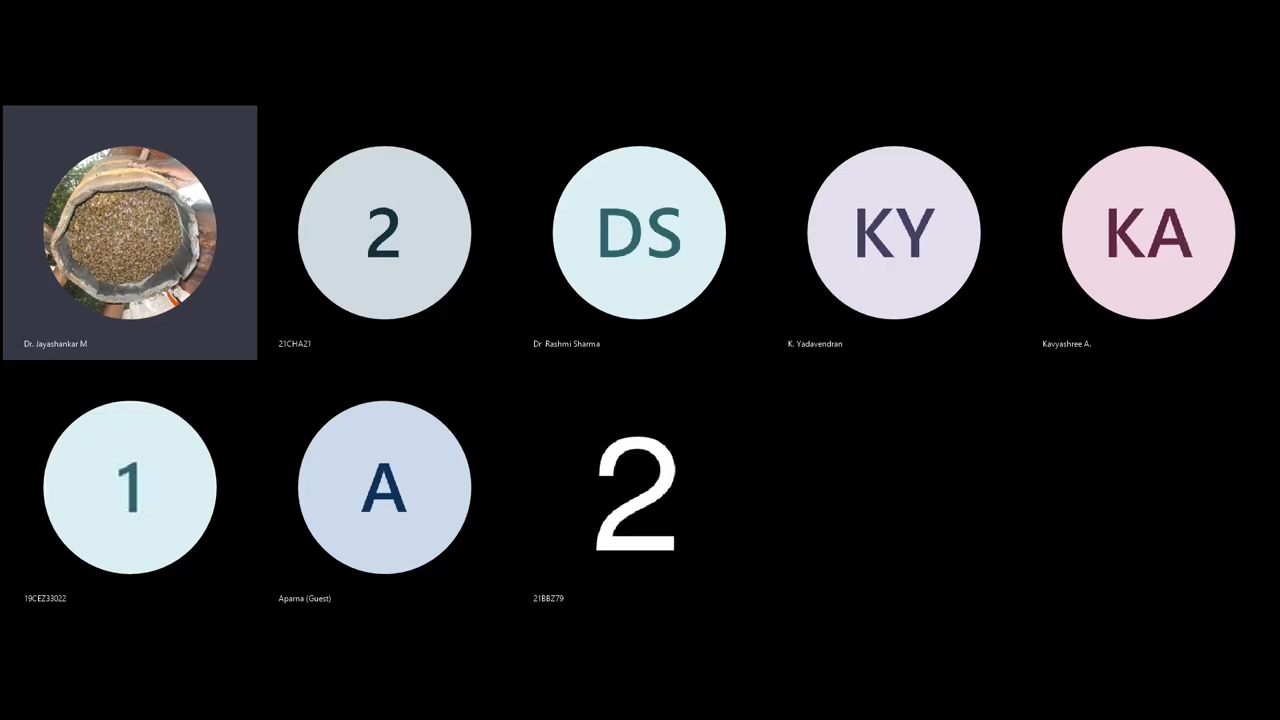 2
DS
KY
KA
Dr. Jayashankar M
21CHA21
Dr Rashmi Sharma
K. Yadavendran
Kavyashree A.
1
A
2
19CEZ33022
Aparna (Guest)
21BBZ79